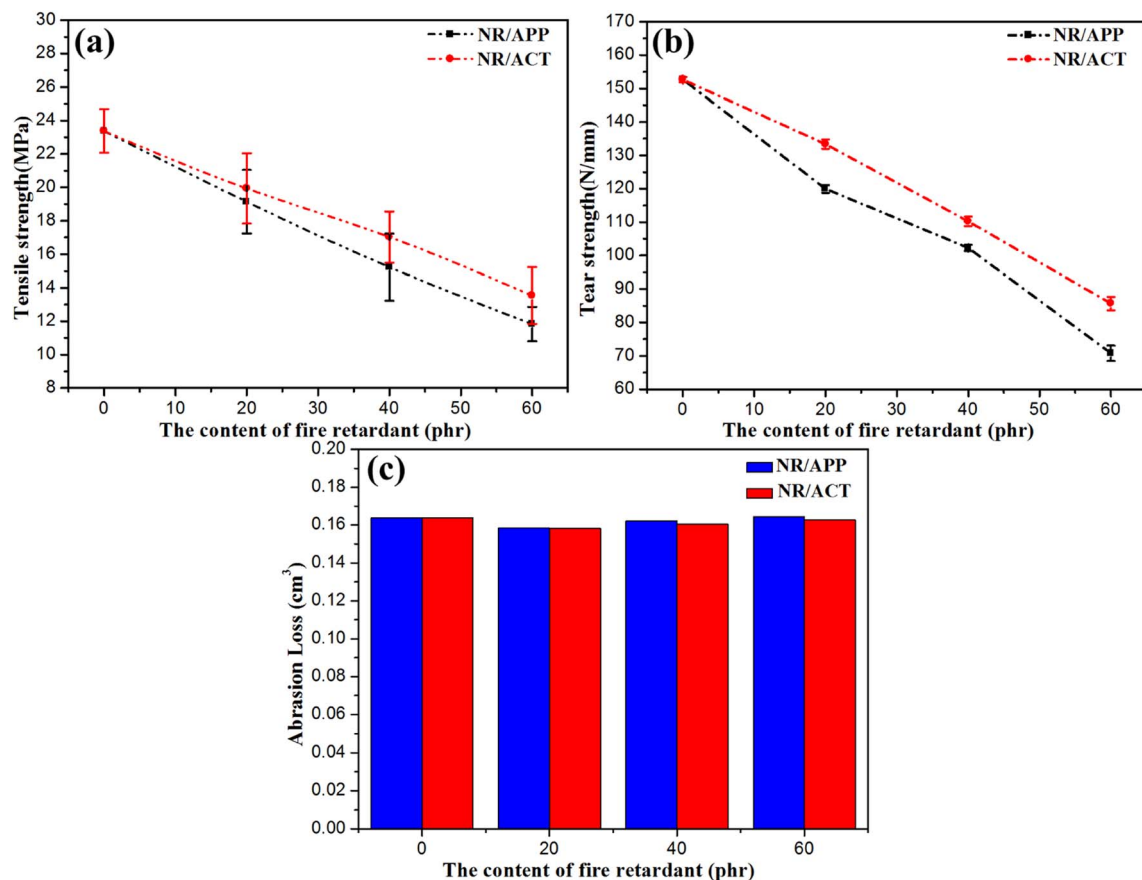 (a)
NR/APP
NR/ACT
Tensile strength(MPa)
30
28
26
24
22
20
18
16
14
12
10
8
0 10 20 30 40 50 60
The content of fire retardant (phr)
(b)
NR/APP
NR/ACT
Tear strength(N/mm)
170
160
150
140
130
120
110
100
90
80
70
60
0 10 20 30 40 50 60
The content of fire retardant (phr)
(c)
NR/APP
NR/ACT
Abrasion Loss (cm³)
0.20
0.18
0.16
0.14
0.12
0.10
0.08
0.06
0.04
0.02
0.00
0 20 40 60
The content of fire retardant (phr)